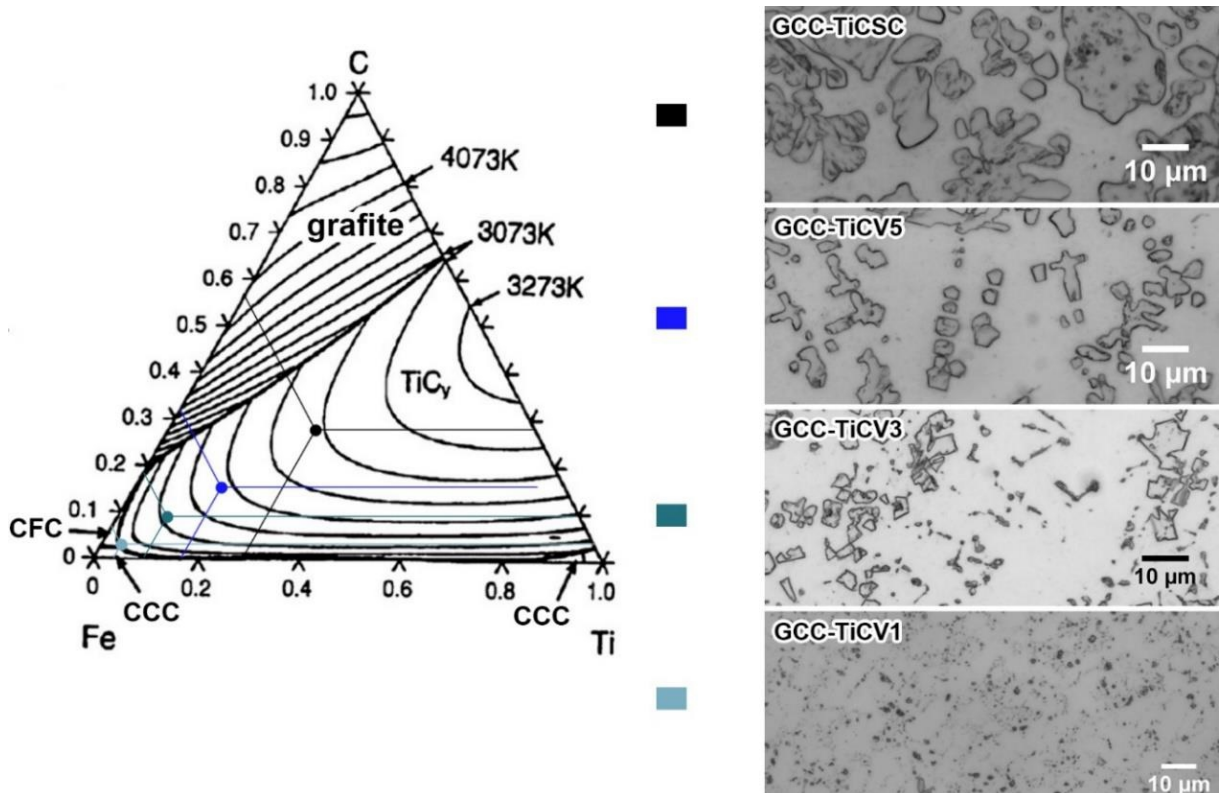 C
1.0
0.9
4073K
0.8
grafite
3073K
0.7
0.6
3273K
0.5
0.4
TiCy
0.3
0.2
0.1
CFC
0
0
0.2
0.4
0.6
0.8
1.0
CCC
CCC
Fe
Ti
GCC-TiCSC
10 µm
GCC-TiCV5
10 µm
GCC-TiCV3
10 µm
GCC-TiCV1
10 µm